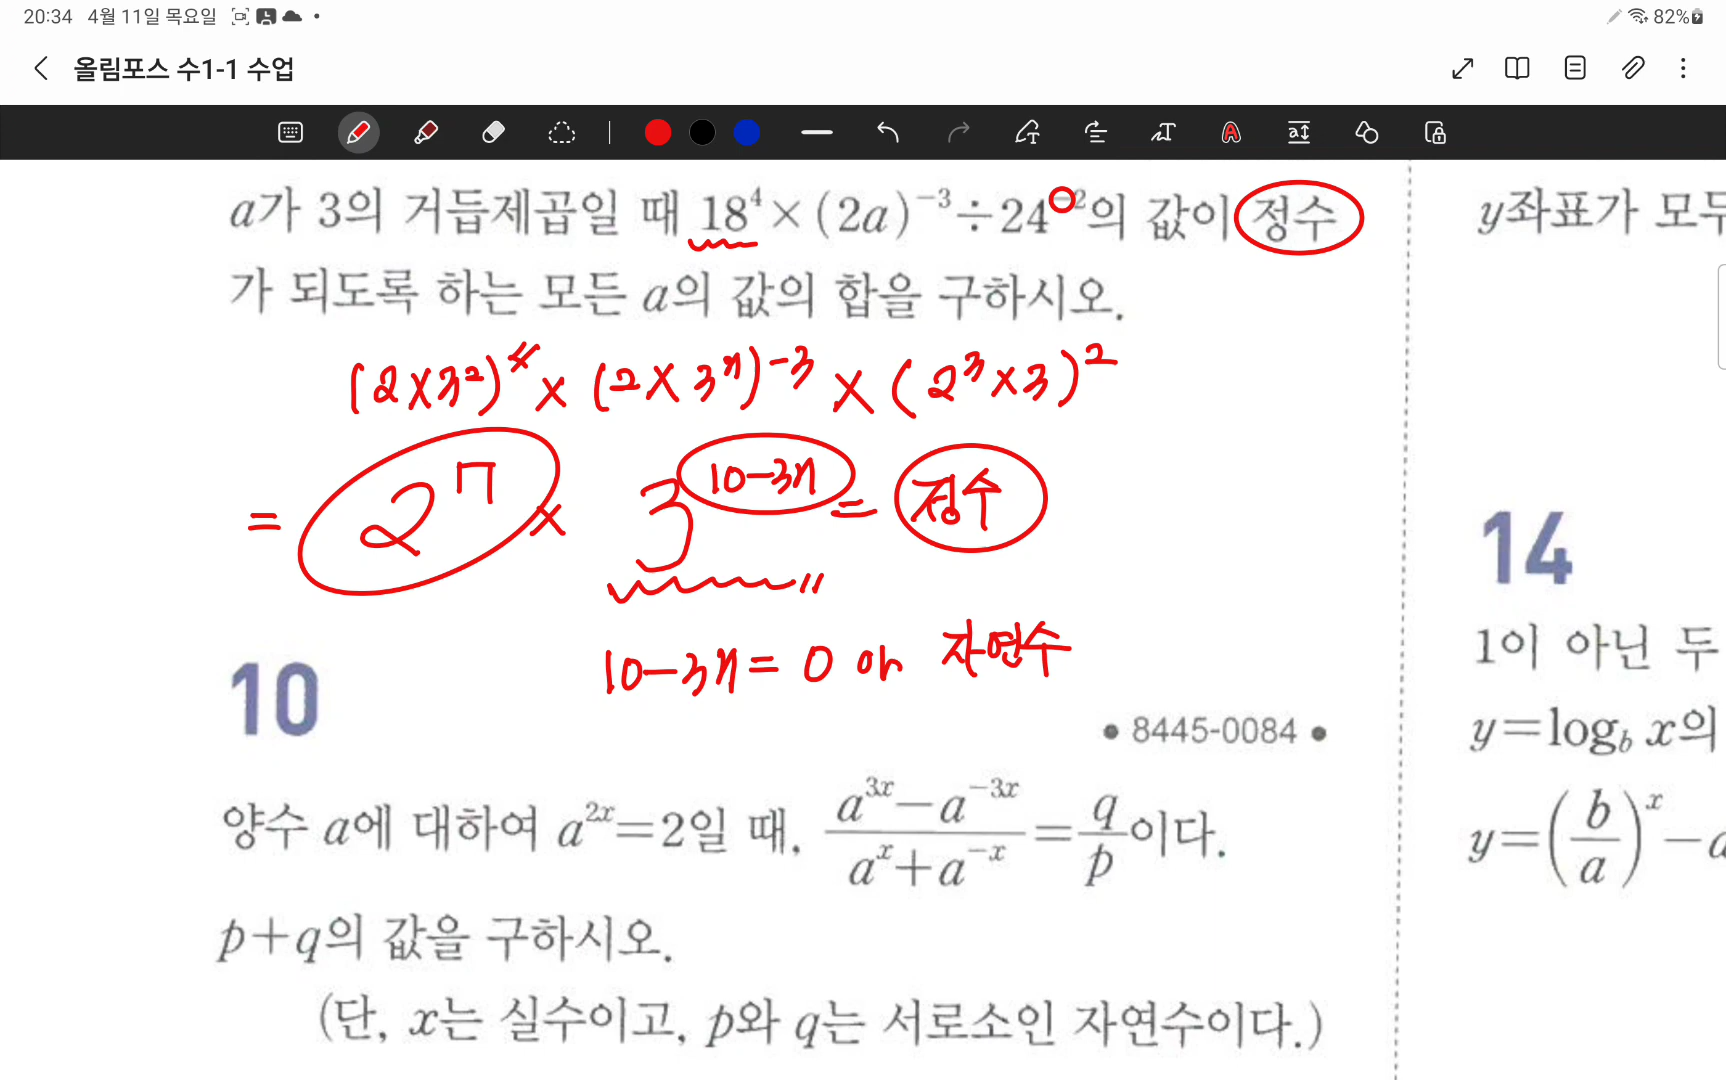 20:34 4월 11일 목요일
82%
올림포스 수1-1 수업
a가 3의 거듭제곱일 때 18⁴×(2a)⁻³÷24⁻²의 값이 정수
가 되도록 하는 모든 a의 값의 합을 구하시오.
(2×3²)⁴×(2×3ⁿ)⁻³×(2³×3)²
= 2⁷ × 3¹⁰⁻³ⁿ = 정수
10-3n = 0 or 자연수
10
● 8445-0084 ●
양수 a에 대하여 a²ˣ=2일 때, (a³ˣ-a⁻³ˣ)/(aˣ+a⁻ˣ)=q/p이다.
p+q의 값을 구하시오.
(단, x는 실수이고, p와 q는 서로소인 자연수이다.)
y좌표가 모두
14
1이 아닌 두
y=log_b x의
y=(b/a)ˣ-a